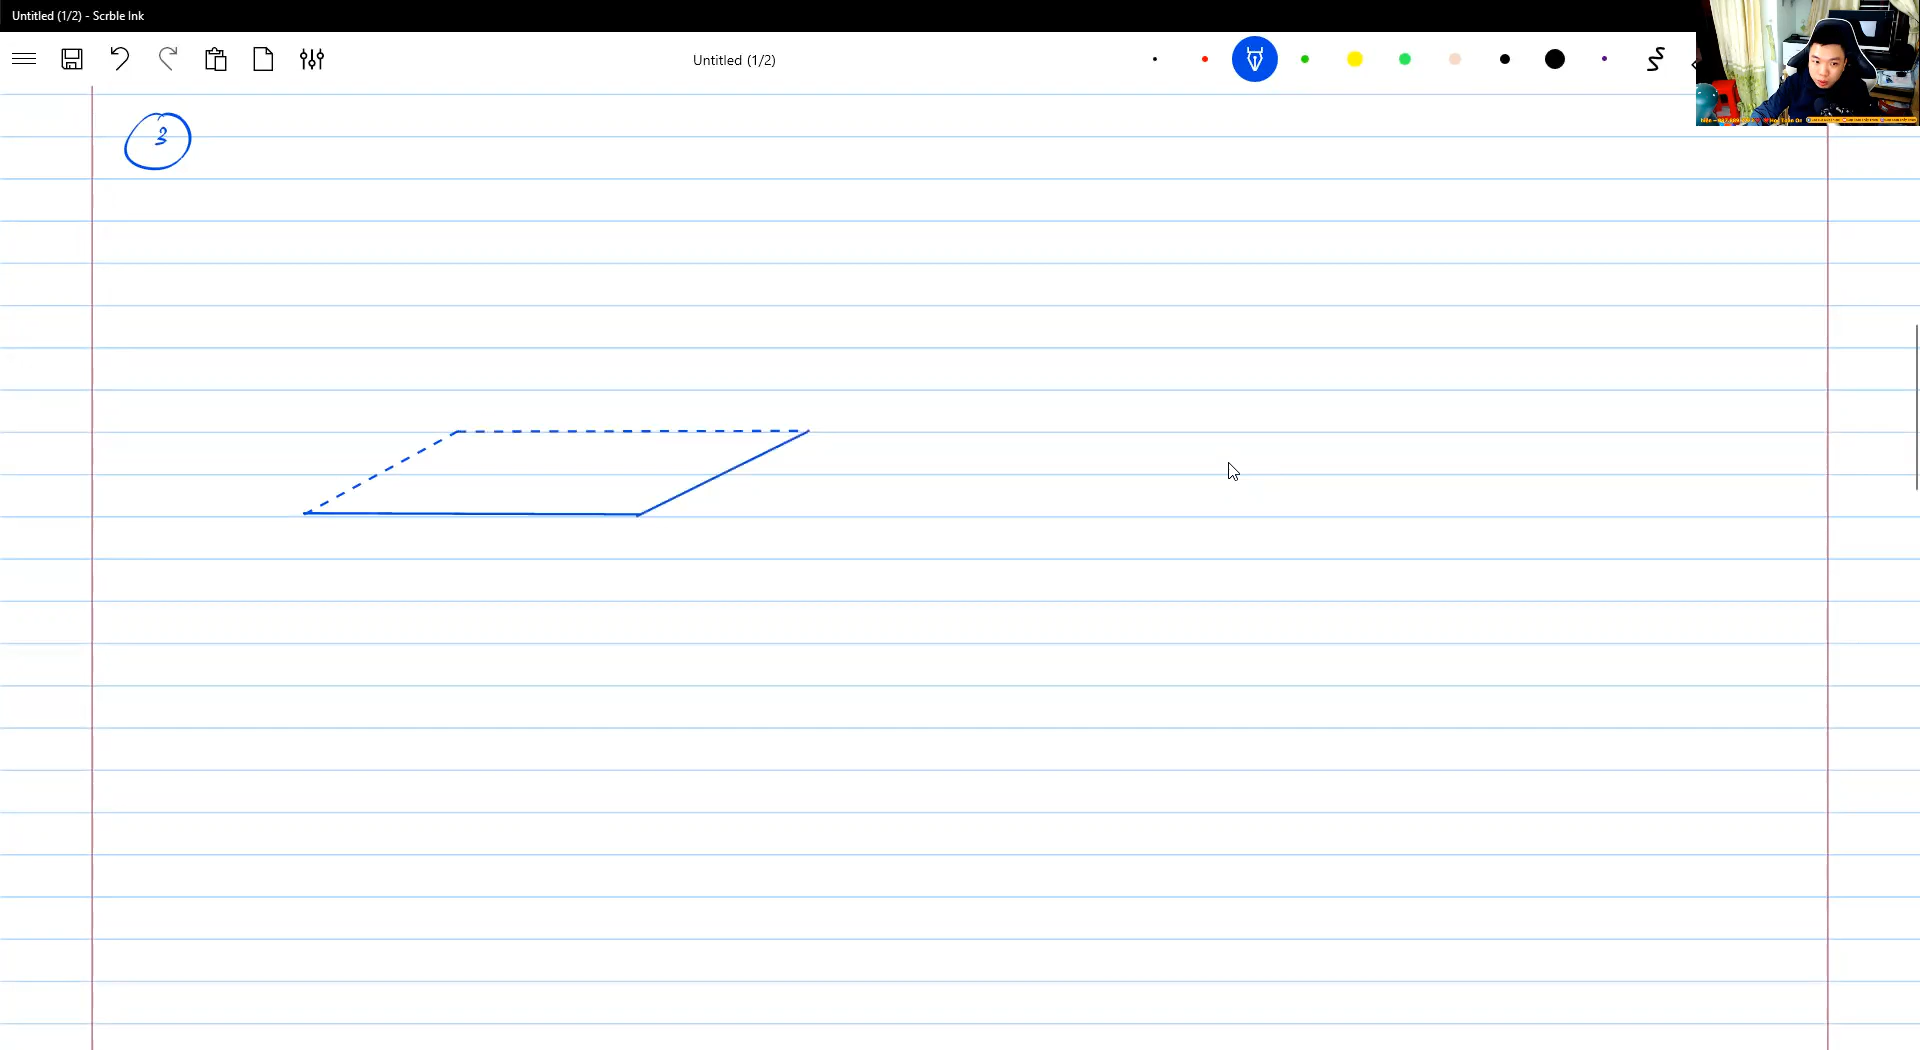 Untitled (1/2) - Scrble Ink
Untitled (1/2)
3